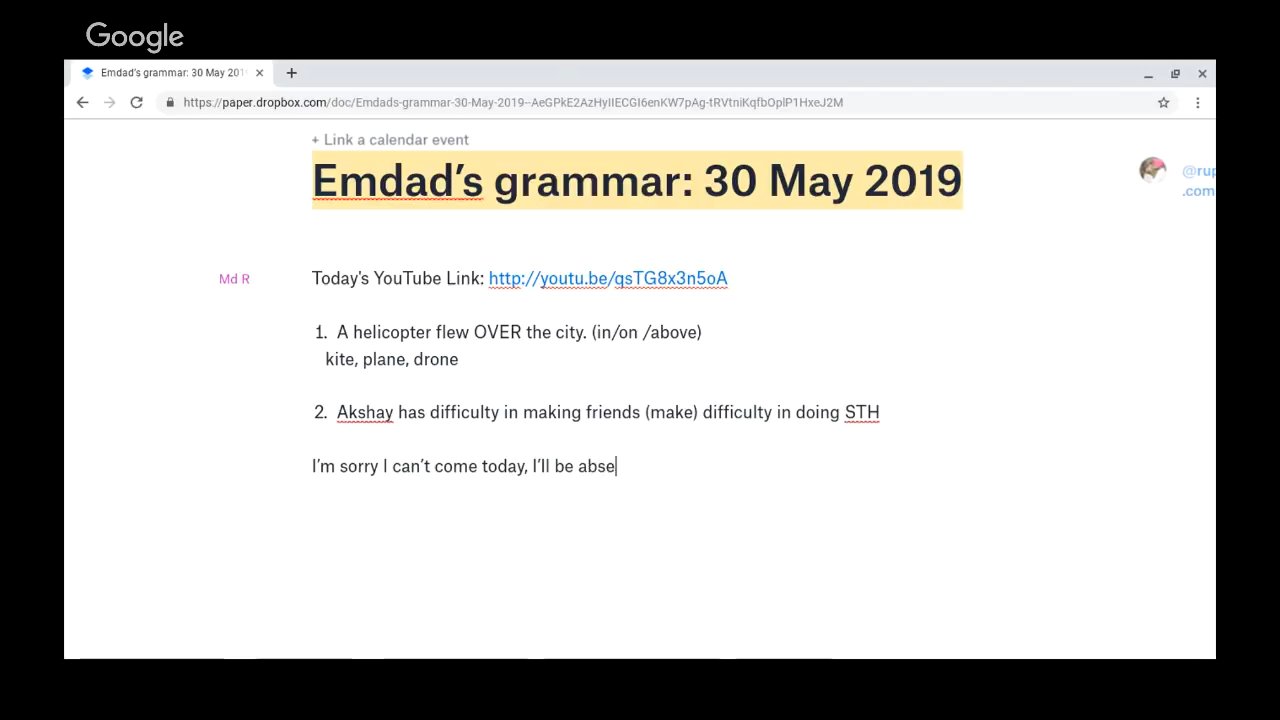 Google
Emdad's grammar: 30 May 201
https://paper.dropbox.com/doc/Emdads-grammar-30-May-2019--AeGPkE2AzHyIIECGI6enKW7pAg-tRVtniKqfbOplP1HxeJ2M
+ Link a calendar event
Emdad’s grammar: 30 May 2019
@rup
.com
Md R
Today's YouTube Link: http://youtu.be/qsTG8x3n5oA
1. A helicopter flew OVER the city. (in/on /above)
kite, plane, drone
2. Akshay has difficulty in making friends (make) difficulty in doing STH
I’m sorry I can’t come today, I’ll be abse